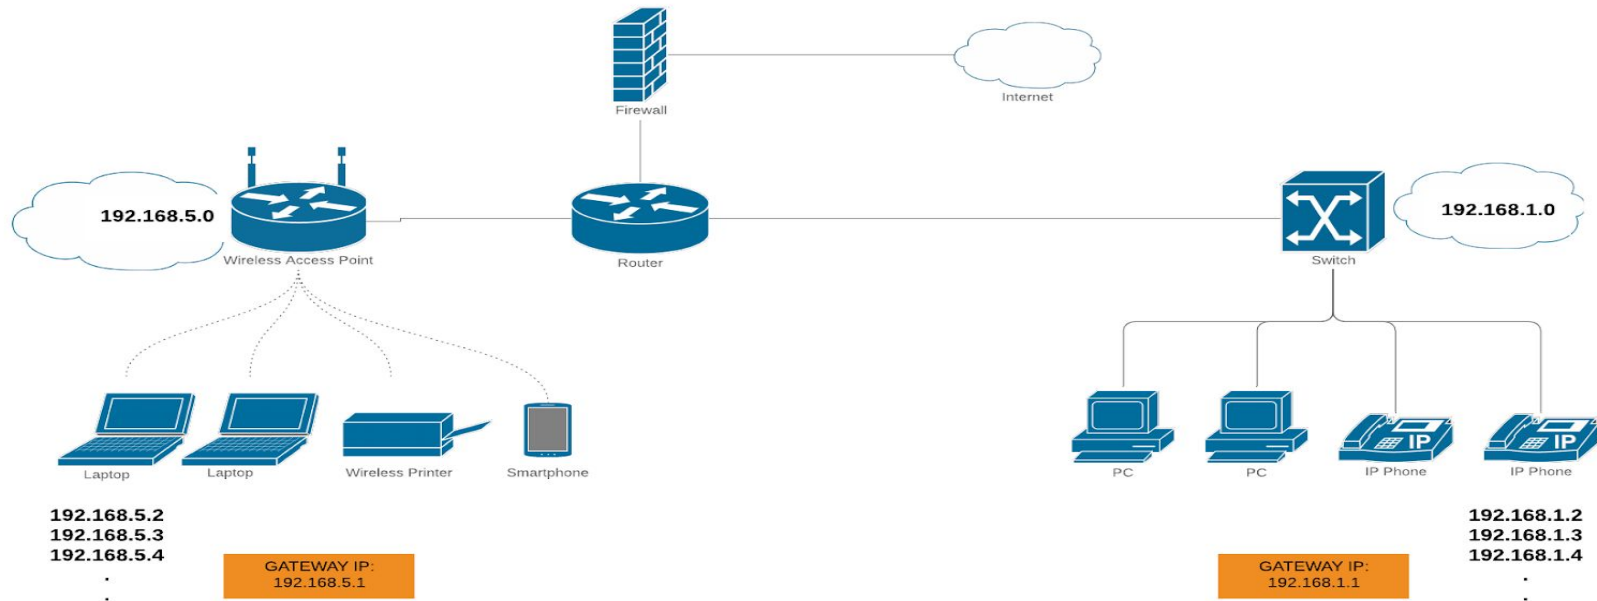 Firewall
Internet
192.168.5.0
Wireless Access Point
Router
Switch
192.168.1.0
Laptop
Laptop
Wireless Printer
Smartphone
PC
PC
IP
IP Phone
IP
IP Phone
192.168.5.2
192.168.5.3
192.168.5.4
.
.
GATEWAY IP:
192.168.5.1
GATEWAY IP:
192.168.1.1
192.168.1.2
192.168.1.3
192.168.1.4
.
.